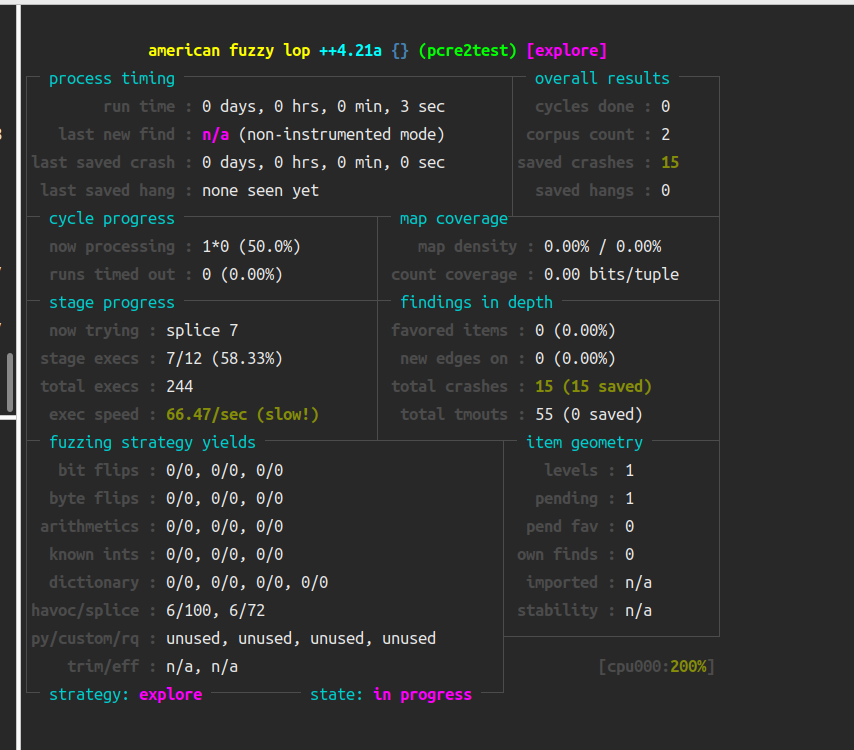 american fuzzy lop ++4.21a {} (pcre2test) [explore]
process timing overall results
run time : 0 days, 0 hrs, 0 min, 3 sec cycles done : 0
last new find : n/a (non-instrumented mode) corpus count : 2
last saved crash : 0 days, 0 hrs, 0 min, 0 sec saved crashes : 15
last saved hang : none seen yet saved hangs : 0
cycle progress map coverage
now processing : 1*0 (50.0%) map density : 0.00% / 0.00%
runs timed out : 0 (0.00%) count coverage : 0.00 bits/tuple
stage progress findings in depth
now trying : splice 7 favored items : 0 (0.00%)
stage execs : 7/12 (58.33%) new edges on : 0 (0.00%)
total execs : 244 total crashes : 15 (15 saved)
exec speed : 66.47/sec (slow!) total tmouts : 55 (0 saved)
fuzzing strategy yields item geometry
bit flips : 0/0, 0/0, 0/0 levels : 1
byte flips : 0/0, 0/0, 0/0 pending : 1
arithmetics : 0/0, 0/0, 0/0 pend fav : 0
known ints : 0/0, 0/0, 0/0 own finds : 0
dictionary : 0/0, 0/0, 0/0, 0/0 imported : n/a
havoc/splice : 6/100, 6/72 stability : n/a
py/custom/rq : unused, unused, unused, unused
trim/eff : n/a, n/a [cpu000:200%]
strategy: explore state: in progress